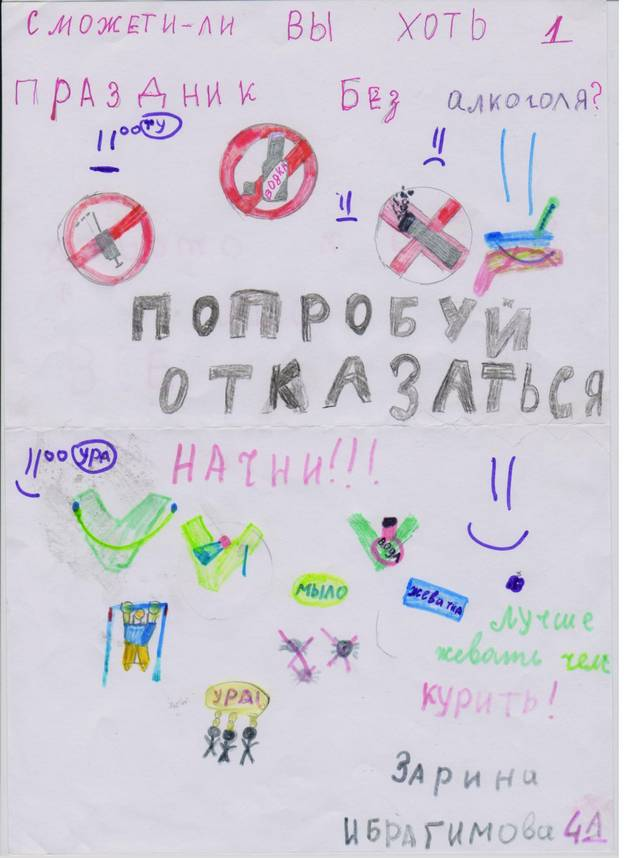 СМОЖЕТИ-ЛИ ВЫ ХОТЬ 1
ПРАЗДНИК БЕЗ алкоголя?
ВОДКА
ПОПРОБУЙ
ОТКАЗАТЬСЯ
УРА
НАЧНИ!!!
ВОДА
МЫЛО
жевачка
Лучше
жевать чем
курить!
УРА!
ЗАРИНА
ИБРАГИМОВА 4Д